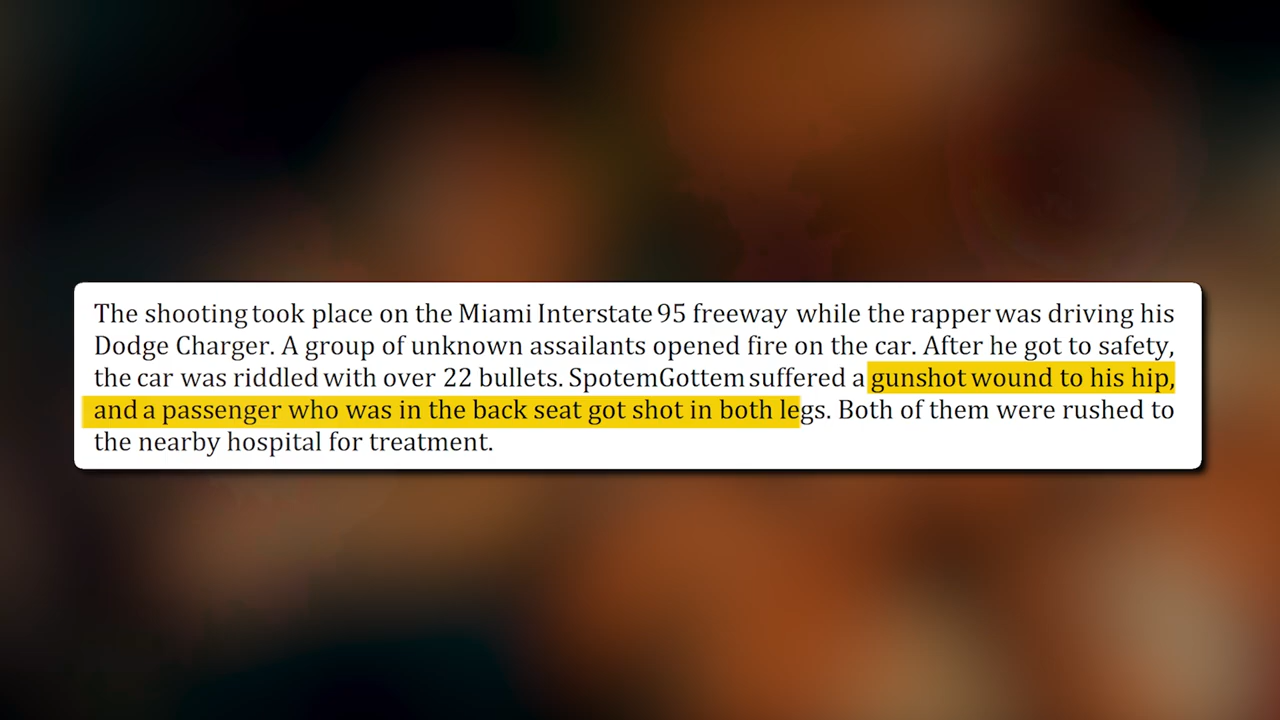 The shooting took place on the Miami Interstate 95 freeway while the rapper was driving his
Dodge Charger. A group of unknown assailants opened fire on the car. After he got to safety,
the car was riddled with over 22 bullets. SpotemGottem suffered a gunshot wound to his hip,
and a passenger who was in the back seat got shot in both legs. Both of them were rushed to
the nearby hospital for treatment.